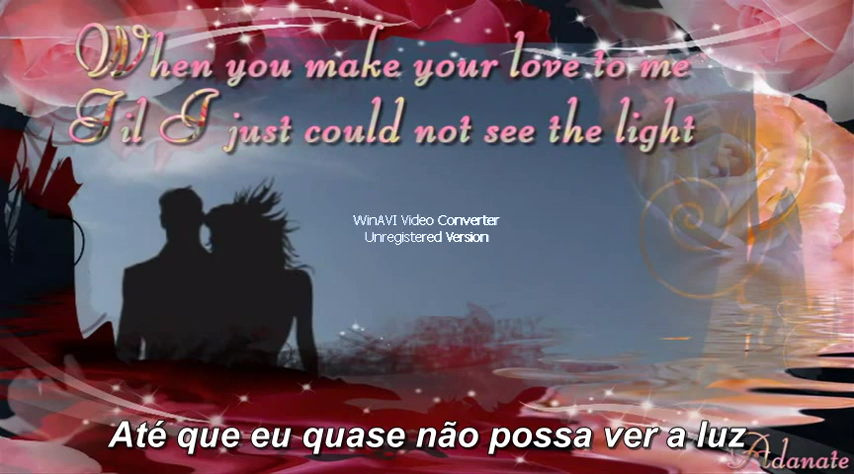 When you make your love to me
Til I just could not see the light
WinAVI Video Converter
Unregistered Version
Até que eu quase não possa ver a luz
Adanate